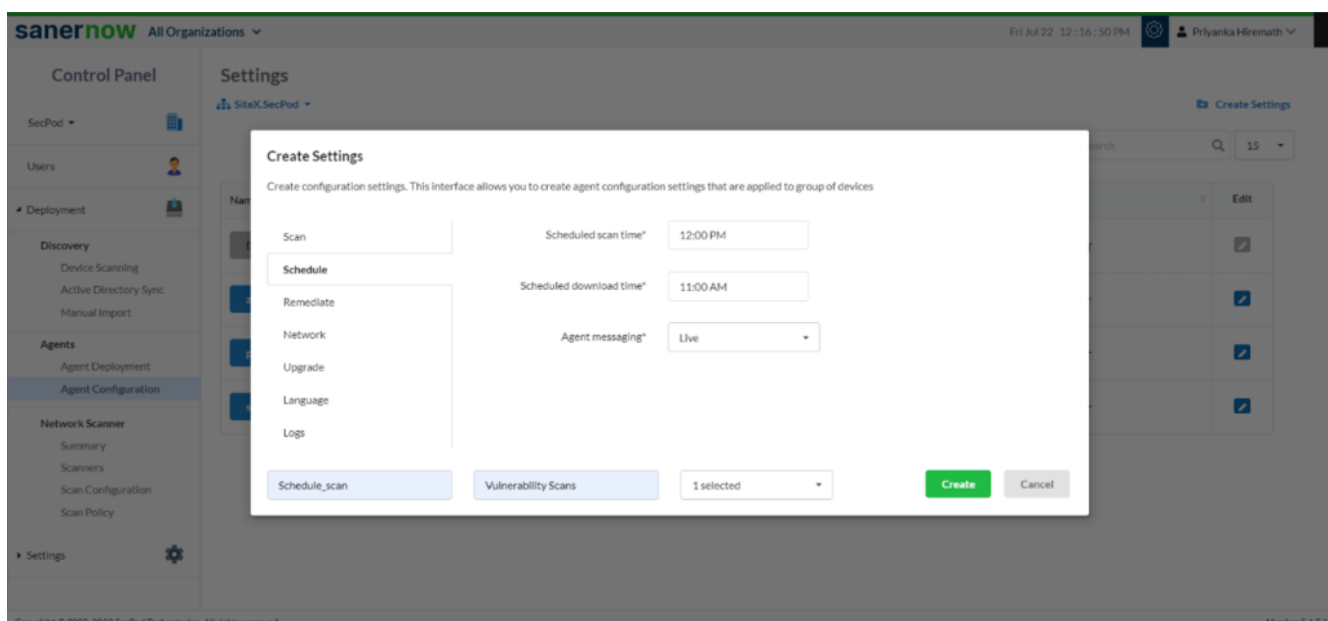 sanernow All Organizations
Fri Jul 22 12:16:50 PM Priyanka Hiremath
Control Panel
SecPod
Users
Deployment
Discovery
Device Scanning
Active Directory Sync
Manual Import
Agents
Agent Deployment
Agent Configuration
Network Scanner
Summary
Scanners
Scan Configuration
Scan Policy
Settings
Settings
SiteX.SecPod
Create Settings
15
Edit
Create Settings
Create configuration settings. This interface allows you to create agent configuration settings that are applied to group of devices
Scan
Schedule
Remediate
Network
Upgrade
Language
Logs
Scheduled scan time* 12:00 PM
Scheduled download time* 11:00 AM
Agent messaging* Live
Schedule_scan Vulnerability Scans 1 selected Create Cancel